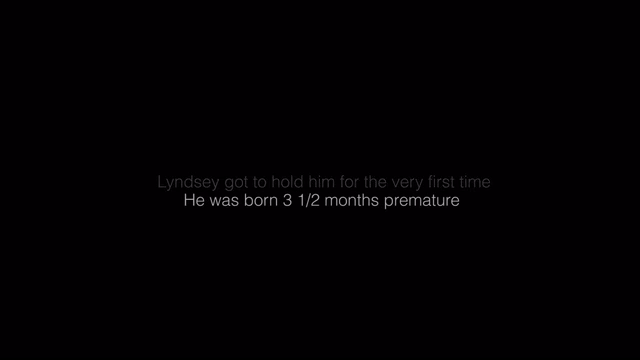 Lyndsey got to hold him for the very first time
He was born 3 1/2 months premature